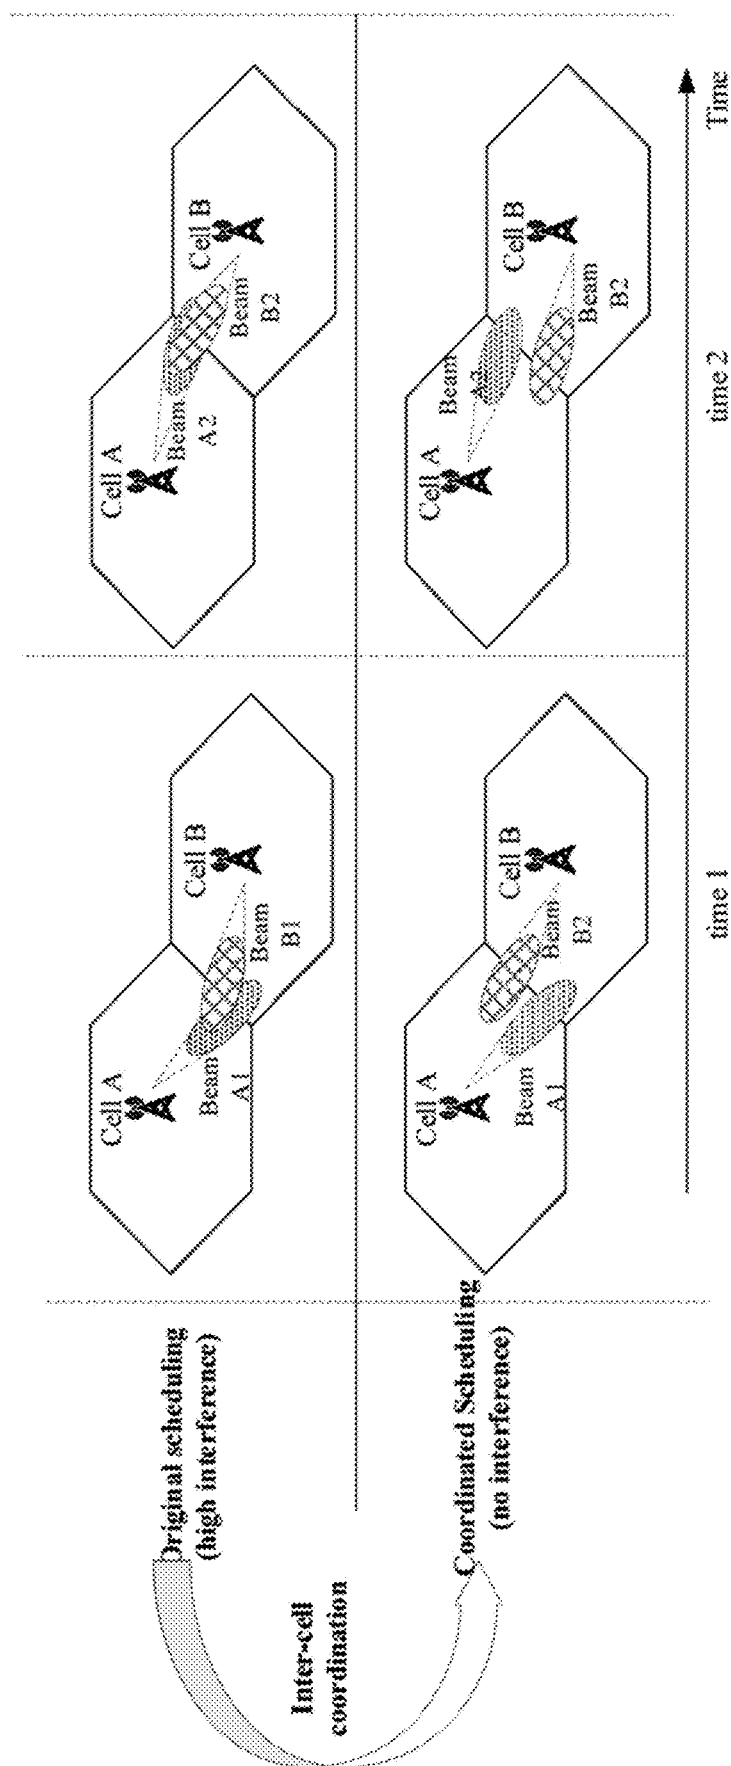 Original scheduling
(high interference)
Cell A
Cell B
Beam
A1
Beam
B1
Cell A
Cell B
Beam
A2
Beam
B2
Inter-cell
coordination
Coordinated Scheduling
(no interference)
Cell A
Cell B
Beam
A1
Beam
B2
Cell A
Cell B
Beam
Beam
B2
time 1
time 2
Time